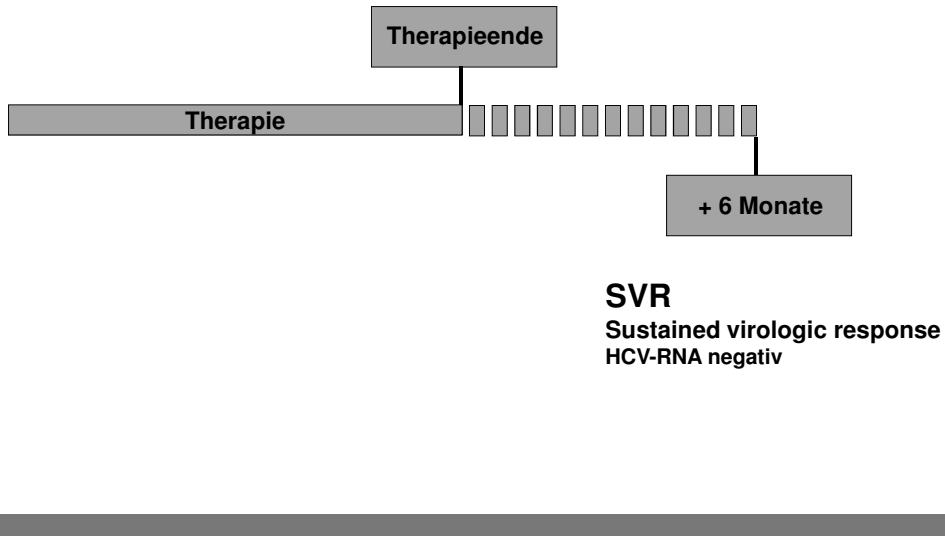 Therapieende
Therapie
+ 6 Monate
SVR
Sustained virologic response
HCV-RNA negativ